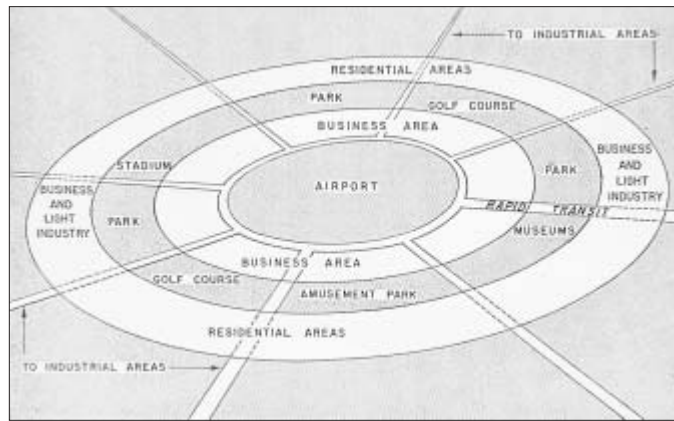 TO INDUSTRIAL AREAS
RESIDENTIAL AREAS
PARK
GOLF COURSE
BUSINESS AREA
STADIUM
BUSINESS
AND
LIGHT
INDUSTRY
PARK
BUSINESS
AND
LIGHT
INDUSTRY
AIRPORT
RAPID TRANSIT
PARK
MUSEUMS
BUSINESS AREA
GOLF COURSE
AMUSEMENT PARK
RESIDENTIAL AREAS
TO INDUSTRIAL AREAS